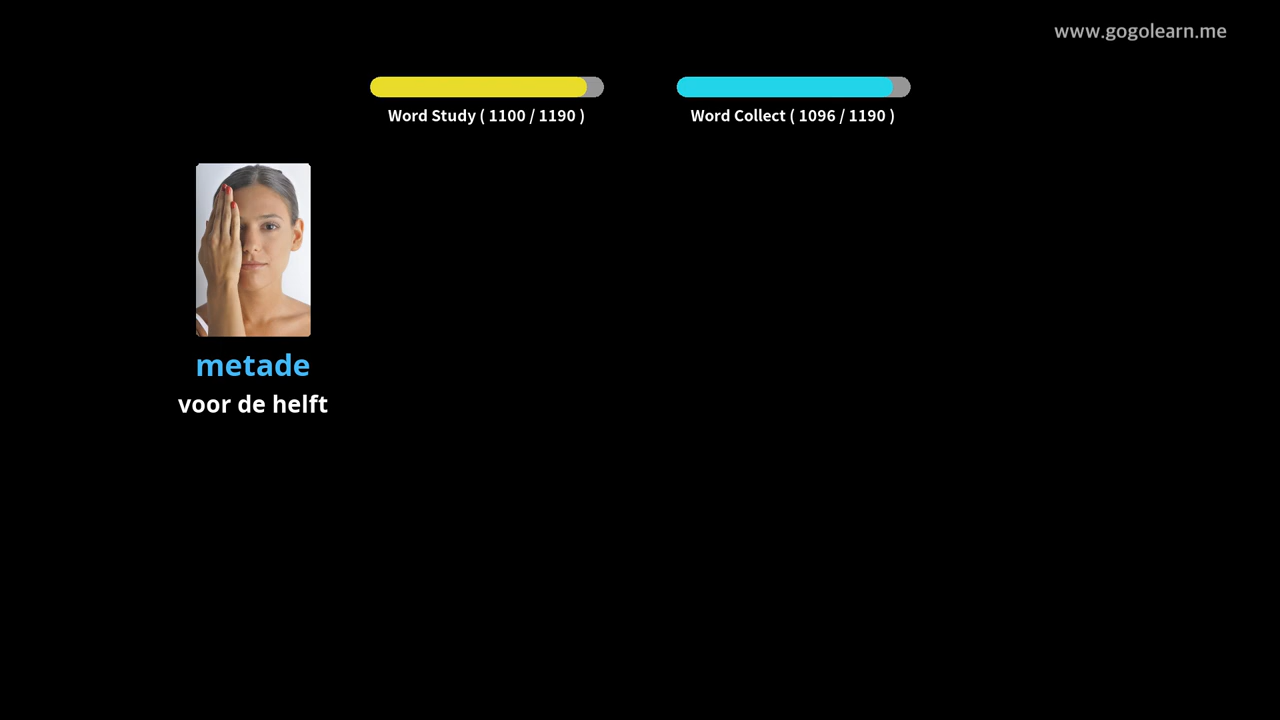 www.gogolearn.me
Word Study ( 1100 / 1190 )
Word Collect ( 1096 / 1190 )
metade
voor de helft